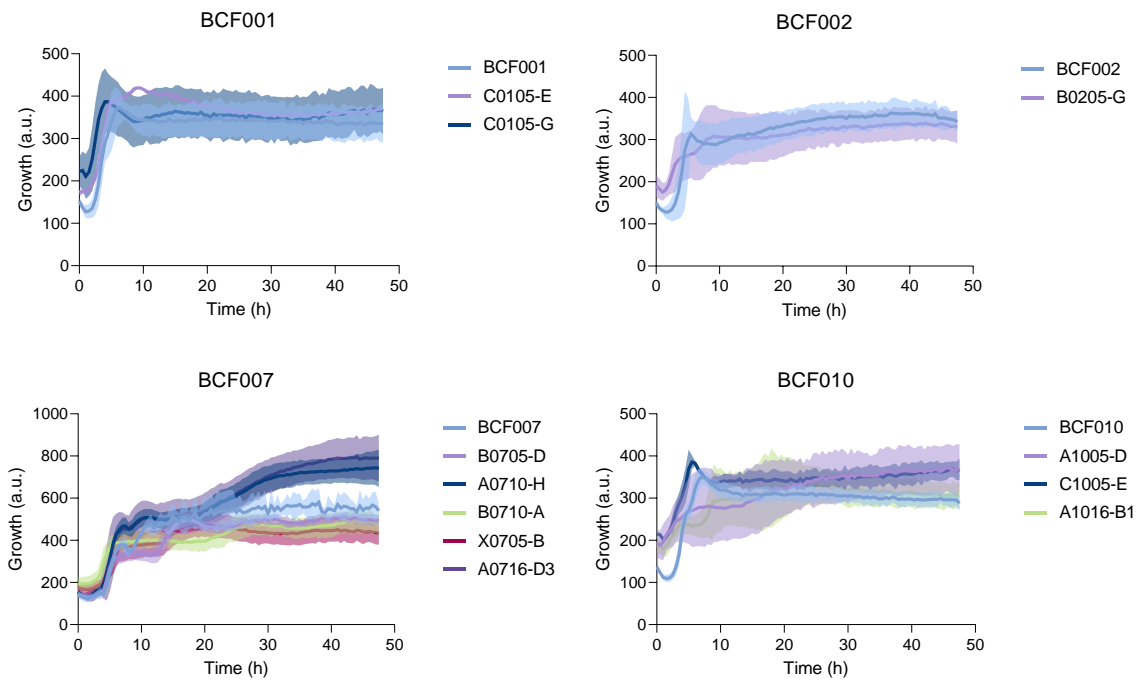 BCF001
500
400
300
200
100
0
Growth (a.u.)
0 10 20 30 40 50
Time (h)
BCF001
C0105-E
C0105-G
BCF002
500
400
300
200
100
0
Growth (a.u.)
0 10 20 30 40 50
Time (h)
BCF002
B0205-G
BCF007
1000
800
600
400
200
0
Growth (a.u.)
0 10 20 30 40 50
Time (h)
BCF007
B0705-D
A0710-H
B0710-A
X0705-B
A0716-D3
BCF010
500
400
300
200
100
0
Growth (a.u.)
0 10 20 30 40 50
Time (h)
BCF010
A1005-D
C1005-E
A1016-B1